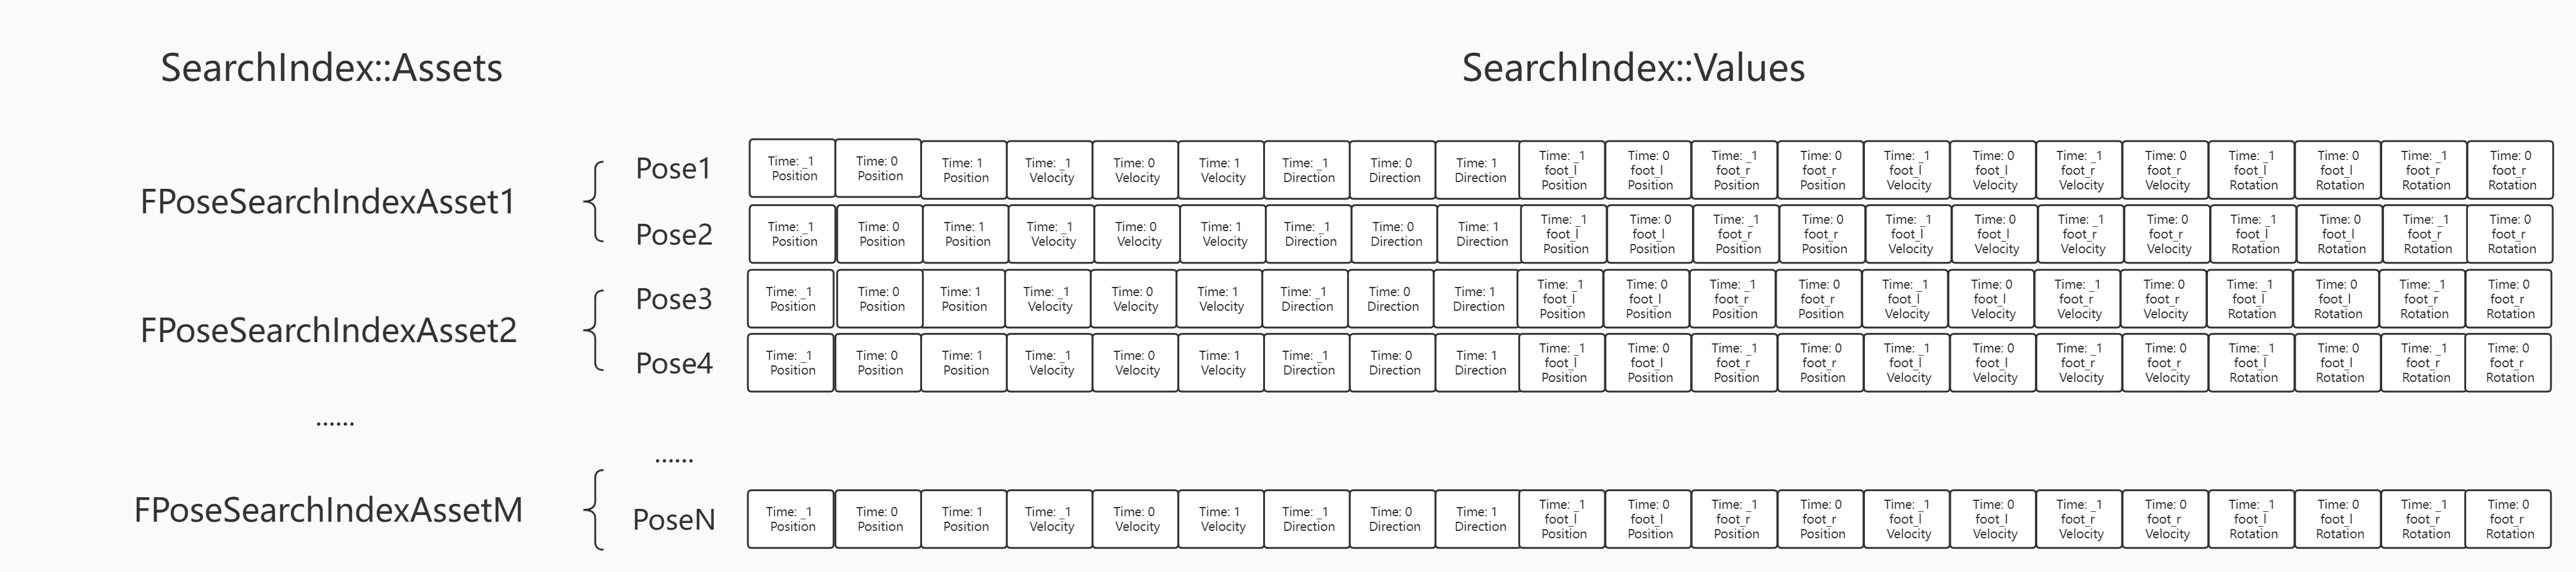 SearchIndex::Assets
SearchIndex::Values
FPoseSearchIndexAsset1
Pose1
Time: _1
Position
Time: 0
Position
Time: 1
Position
Time: _1
Velocity
Time: 0
Velocity
Time: 1
Velocity
Time: _1
Direction
Time: 0
Direction
Time: 1
Direction
Time: _1
foot_l
Position
Time: 0
foot_l
Position
Time: _1
foot_r
Position
Time: 0
foot_r
Position
Time: _1
foot_l
Velocity
Time: 0
foot_l
Velocity
Time: _1
foot_r
Velocity
Time: 0
foot_r
Velocity
Time: _1
foot_l
Rotation
Time: 0
foot_l
Rotation
Time: _1
foot_r
Rotation
Time: 0
foot_r
Rotation
Pose2
Time: _1
Position
Time: 0
Position
Time: 1
Position
Time: _1
Velocity
Time: 0
Velocity
Time: 1
Velocity
Time: _1
Direction
Time: 0
Direction
Time: 1
Direction
Time: _1
foot_l
Position
Time: 0
foot_l
Position
Time: _1
foot_r
Position
Time: 0
foot_r
Position
Time: _1
foot_l
Velocity
Time: 0
foot_l
Velocity
Time: _1
foot_r
Velocity
Time: 0
foot_r
Velocity
Time: _1
foot_l
Rotation
Time: 0
foot_l
Rotation
Time: _1
foot_r
Rotation
Time: 0
foot_r
Rotation
FPoseSearchIndexAsset2
Pose3
Time: _1
Position
Time: 0
Position
Time: 1
Position
Time: _1
Velocity
Time: 0
Velocity
Time: 1
Velocity
Time: _1
Direction
Time: 0
Direction
Time: 1
Direction
Time: _1
foot_l
Position
Time: 0
foot_l
Position
Time: _1
foot_r
Position
Time: 0
foot_r
Position
Time: _1
foot_l
Velocity
Time: 0
foot_l
Velocity
Time: _1
foot_r
Velocity
Time: 0
foot_r
Velocity
Time: _1
foot_l
Rotation
Time: 0
foot_l
Rotation
Time: _1
foot_r
Rotation
Time: 0
foot_r
Rotation
Pose4
Time: _1
Position
Time: 0
Position
Time: 1
Position
Time: _1
Velocity
Time: 0
Velocity
Time: 1
Velocity
Time: _1
Direction
Time: 0
Direction
Time: 1
Direction
Time: _1
foot_l
Position
Time: 0
foot_l
Position
Time: _1
foot_r
Position
Time: 0
foot_r
Position
Time: _1
foot_l
Velocity
Time: 0
foot_l
Velocity
Time: _1
foot_r
Velocity
Time: 0
foot_r
Velocity
Time: _1
foot_l
Rotation
Time: 0
foot_l
Rotation
Time: _1
foot_r
Rotation
Time: 0
foot_r
Rotation
......
......
FPoseSearchIndexAssetM
PoseN
Time: _1
Position
Time: 0
Position
Time: 1
Position
Time: _1
Velocity
Time: 0
Velocity
Time: 1
Velocity
Time: _1
Direction
Time: 0
Direction
Time: 1
Direction
Time: _1
foot_l
Position
Time: 0
foot_l
Position
Time: _1
foot_r
Position
Time: 0
foot_r
Position
Time: _1
foot_l
Velocity
Time: 0
foot_l
Velocity
Time: _1
foot_r
Velocity
Time: 0
foot_r
Velocity
Time: _1
foot_l
Rotation
Time: 0
foot_l
Rotation
Time: _1
foot_r
Rotation
Time: 0
foot_r
Rotation